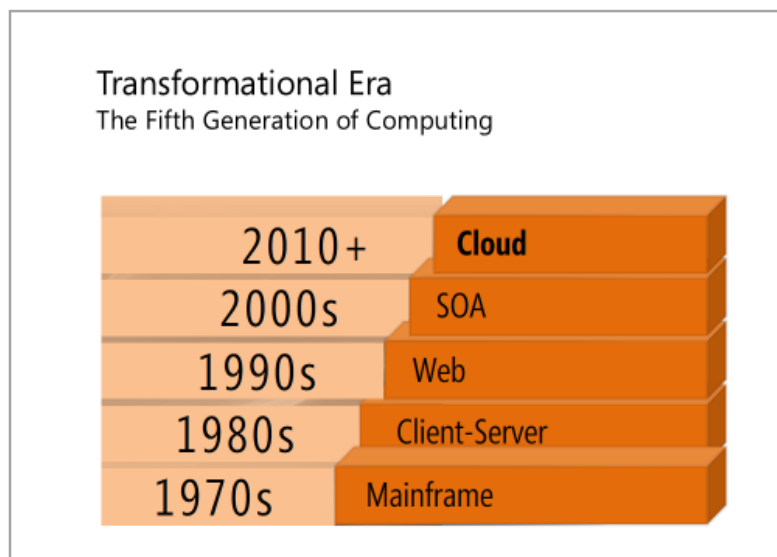 Transformational Era
The Fifth Generation of Computing
2010+ Cloud
2000s SOA
1990s Web
1980s Client-Server
1970s Mainframe